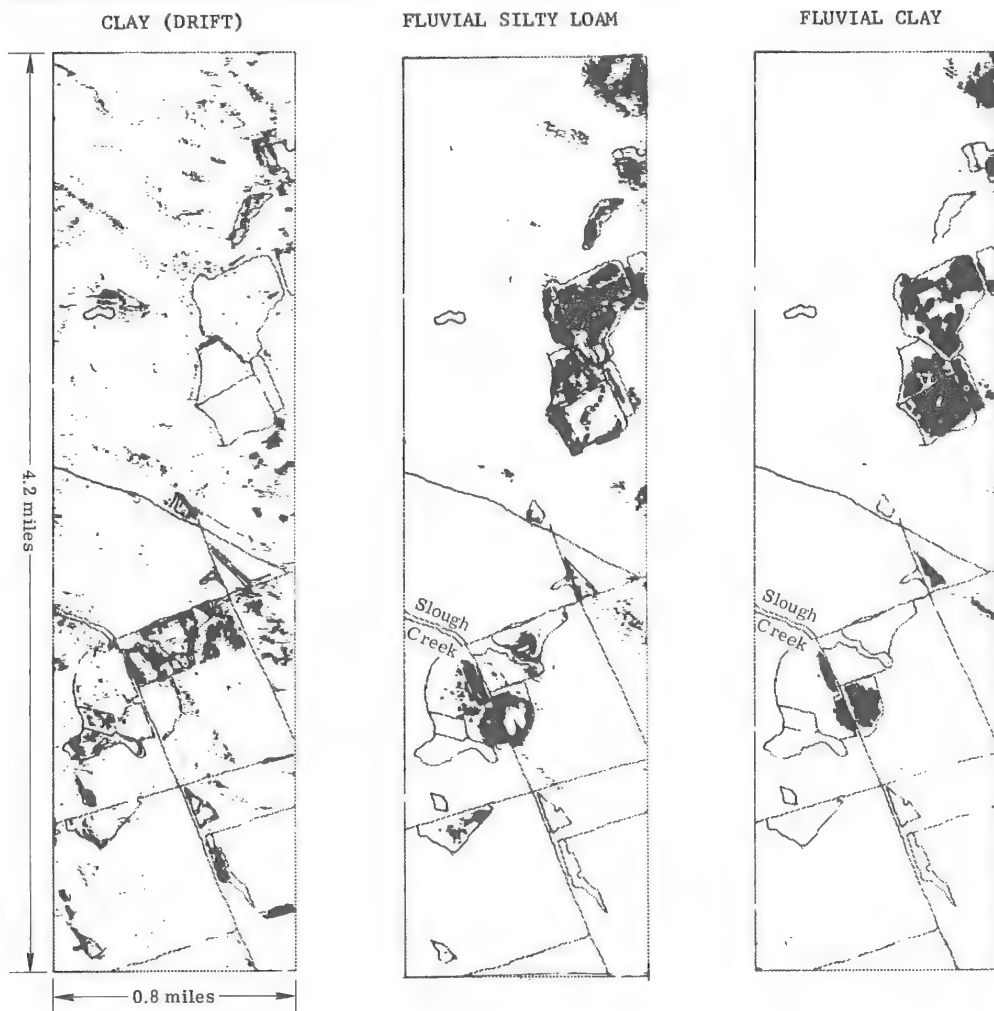 CLAY (DRIFT)
FLUVIAL SILTY LOAM
FLUVIAL CLAY
4.2 miles
Slough
Creek
Slough
Creek
0.8 miles